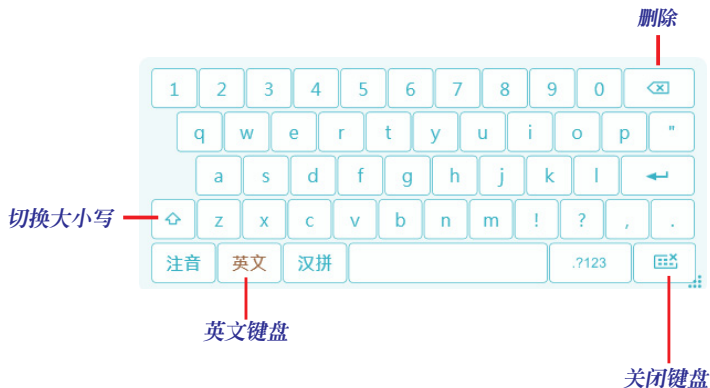 删除
1 2 3 4 5 6 7 8 9 0
q w e r t y u i o p "
a s d f g h j k l
切换大小写
z x c v b n m ! ? , .
注音 英文 汉拼 .?123
英文键盘
关闭键盘